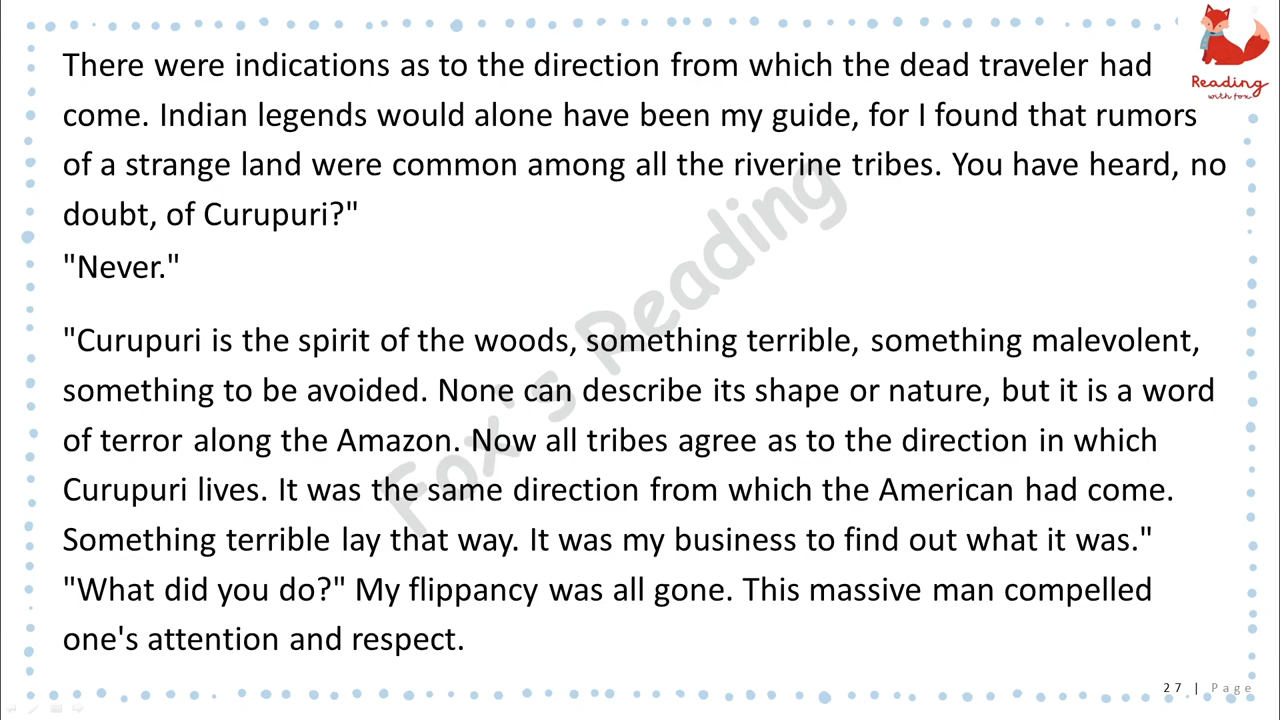 Reading
with fox
There were indications as to the direction from which the dead traveler had
come. Indian legends would alone have been my guide, for I found that rumors
of a strange land were common among all the riverine tribes. You have heard, no
doubt, of Curupuri?"
"Never."
"Curupuri is the spirit of the woods, something terrible, something malevolent,
something to be avoided. None can describe its shape or nature, but it is a word
of terror along the Amazon. Now all tribes agree as to the direction in which
Curupuri lives. It was the same direction from which the American had come.
Something terrible lay that way. It was my business to find out what it was."
"What did you do?" My flippancy was all gone. This massive man compelled
one's attention and respect.
Fox's Reading
27 | Page